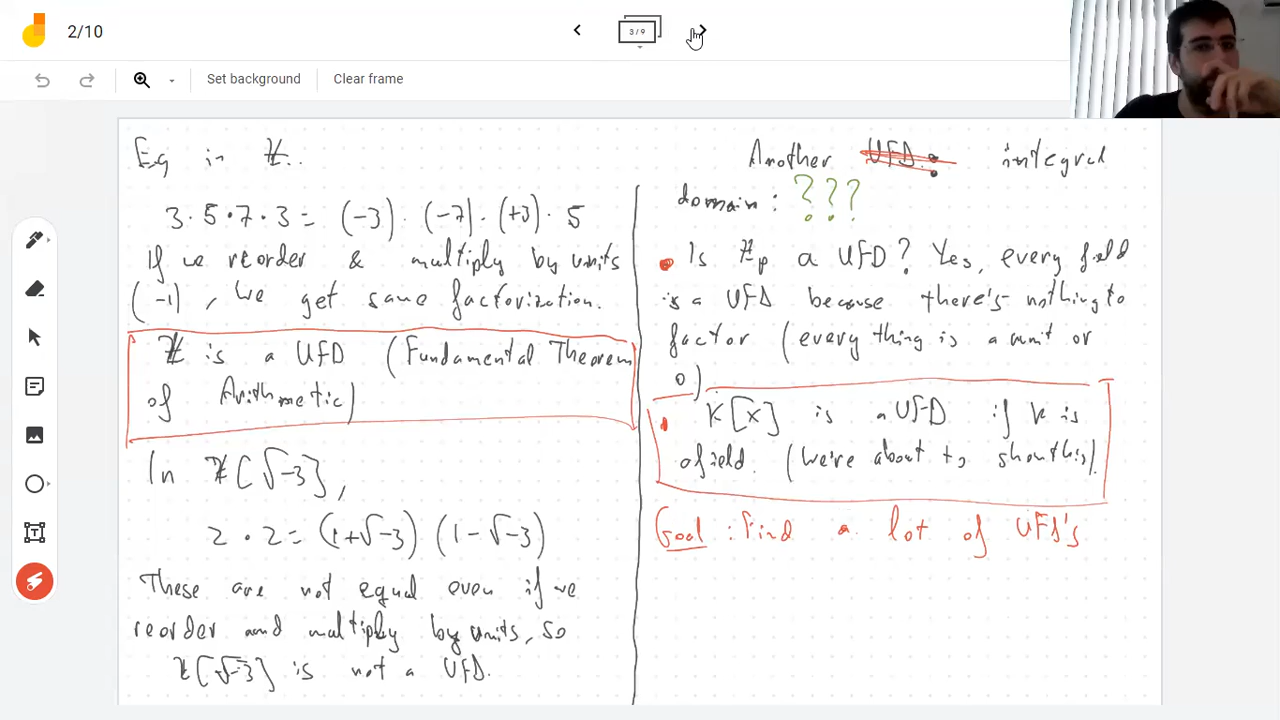 2/10
3 / 9
Set background
Clear frame
Eg in ℤ.
3·5·7·3 = (-3)·(-7)·(+3)·5
If we reorder & multiply by units
(-1), we get same factorization.
ℤ is a UFD (Fundamental Theorem
of Arithmetic)
In ℤ[√-3],
2·2 = (1+√-3)(1-√-3)
These are not equal even if we
reorder and multiply by units, so
ℤ[√-3] is not a UFD.
Another UFD: integral
domain: ???
• Is ℤp a UFD? Yes, every field
is a UFD because there's nothing to
factor (every thing is a unit or
0)
• K[x] is a UFD if K is
a field. (We're about to show this).
Goal: Find a lot of UFD's